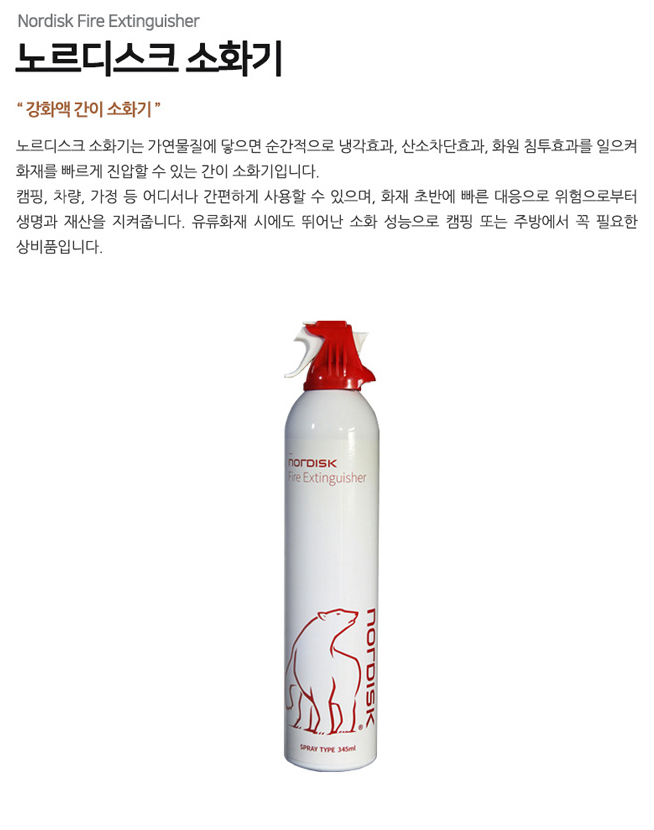 Nordisk Fire Extinguisher
노르디스크 소화기
“ 강화액 간이 소화기 ”
노르디스크 소화기는 가연물질에 닿으면 순간적으로 냉각효과, 산소차단효과, 화원 침투효과를 일으켜
화재를 빠르게 진압할 수 있는 간이 소화기입니다.
캠핑, 차량, 가정 등 어디서나 간편하게 사용할 수 있으며, 화재 초반에 빠른 대응으로 위험으로부터
생명과 재산을 지켜줍니다. 유류화재 시에도 뛰어난 소화 성능으로 캠핑 또는 주방에서 꼭 필요한
상비품입니다.
NORDISK
Fire Extinguisher
NORDISK®
SPRAY TYPE 345ml